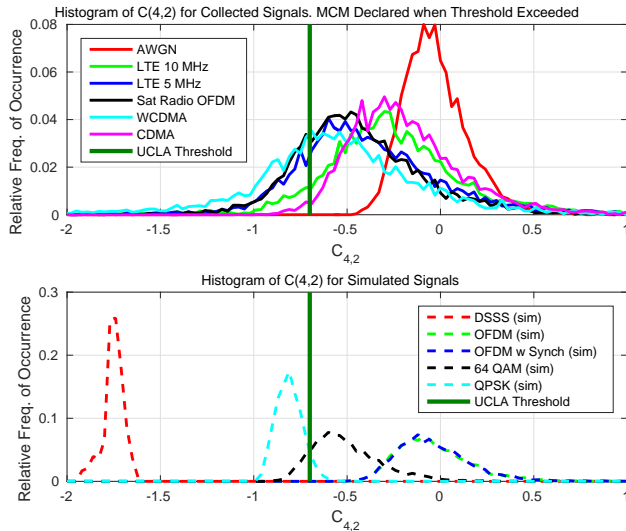 Histogram of C(4,2) for Collected Signals. MCM Declared when Threshold Exceeded
Relative Freq. of Occurrence
0.08
0.06
0.04
0.02
0
AWGN
LTE 10 MHz
LTE 5 MHz
Sat Radio OFDM
WCDMA
CDMA
UCLA Threshold
-2 -1.5 -1 -0.5 0 0.5 1
C4,2
Histogram of C(4,2) for Simulated Signals
Relative Freq. of Occurrence
0.3
0.2
0.1
0
DSSS (sim)
OFDM (sim)
OFDM w Synch (sim)
64 QAM (sim)
QPSK (sim)
UCLA Threshold
-2 -1.5 -1 -0.5 0 0.5 1
C4,2